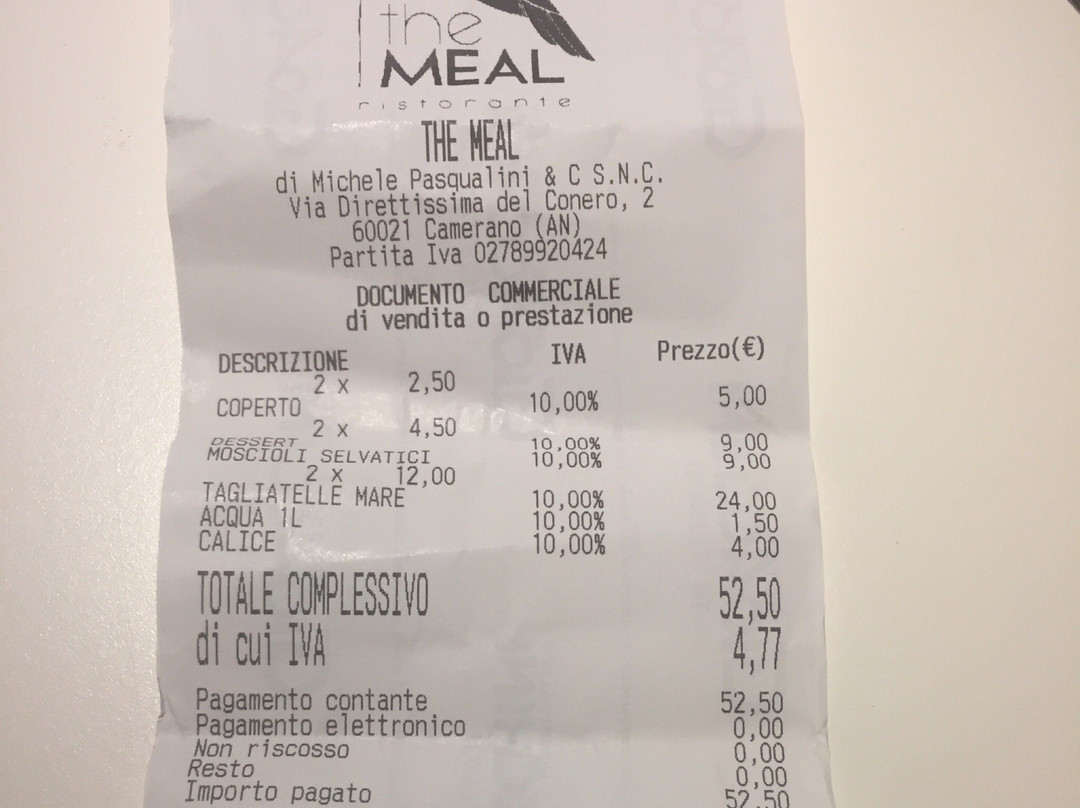 the
MEAL
ristorante
THE MEAL
di Michele Pasqualini & C S.N.C.
Via Direttissima del Conero, 2
60021 Camerano (AN)
Partita Iva 02789920424
DOCUMENTO COMMERCIALE
di vendita o prestazione
DESCRIZIONE IVA Prezzo(€)
2 x 2,50
COPERTO 10,00% 5,00
2 x 4,50
DESSERT 10,00% 9,00
MOSCIOLI SELVATICI 10,00% 9,00
2 x 12,00
TAGLIATELLE MARE 10,00% 24,00
ACQUA 1L 10,00% 1,50
CALICE 10,00% 4,00
TOTALE COMPLESSIVO 52,50
di cui IVA 4,77
Pagamento contante 52,50
Pagamento elettronico 0,00
Non riscosso 0,00
Resto 0,00
Importo pagato 52,50